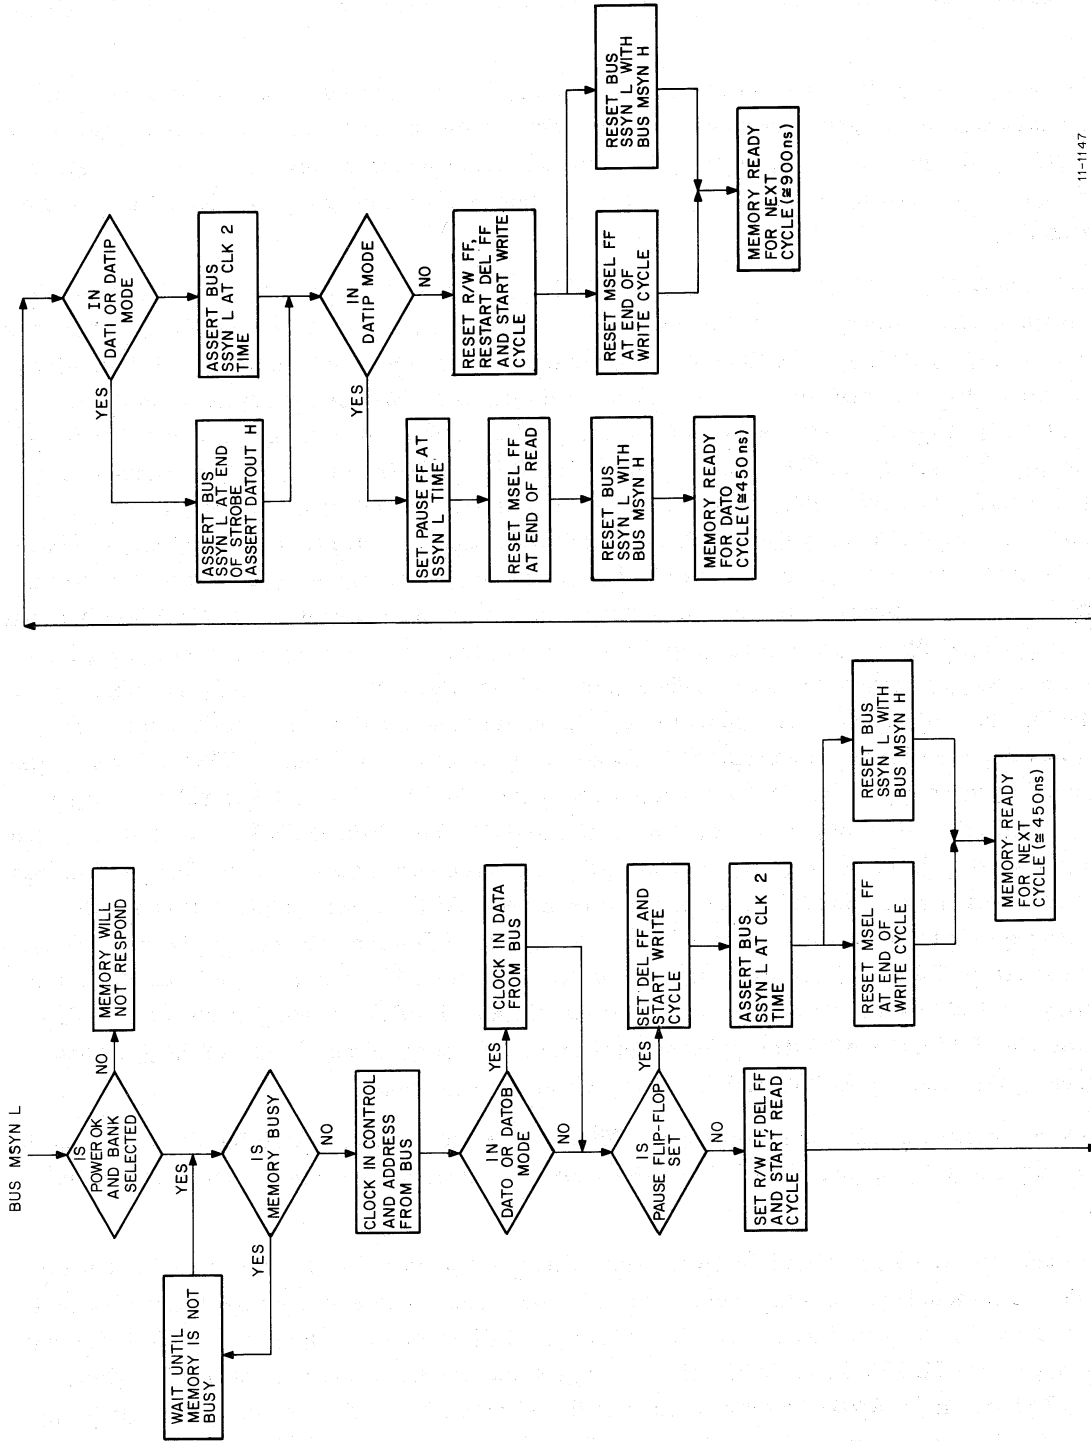 BUS MSYN L
IS
POWER OK
AND BANK
SELECTED
NO
MEMORY WILL
NOT RESPOND
YES
WAIT UNTIL
MEMORY IS NOT
BUSY
IS
MEMORY BUSY
YES
NO
CLOCK IN CONTROL
AND ADDRESS
FROM BUS
IN
DATO OR DATOB
MODE
YES
CLOCK IN DATA
FROM BUS
NO
IS
PAUSE FLIP-FLOP
SET
YES
SET DEL FF AND
START WRITE
CYCLE
NO
SET R/W FF, DEL FF
AND START READ
CYCLE
ASSERT BUS
SSYN L AT CLK 2
TIME
RESET MSEL FF
AT END OF
WRITE CYCLE
RESET BUS
SSYN L WITH
BUS MSYN H
MEMORY READY
FOR NEXT
CYCLE (≅ 450ns)
IN
DATI OR DATIP
MODE
YES
ASSERT BUS
SSYN L AT END
OF STROBE
ASSERT DATOUT H
ASSERT BUS
SSYN L AT CLK 2
TIME
IN
DATIP MODE
YES
NO
SET PAUSE FF AT
SSYN L TIME
RESET MSEL FF
AT END OF READ
RESET BUS
SSYN L WITH
BUS MSYN H
MEMORY READY
FOR DATO
CYCLE (≅450ns)
RESET R/W FF,
RESTART DEL FF
AND START WRITE
CYCLE
RESET MSEL FF
AT END OF
WRITE CYCLE
RESET BUS
SSYN L WITH
BUS MSYN H
MEMORY READY
FOR NEXT
CYCLE (≅900ns)
11-1147